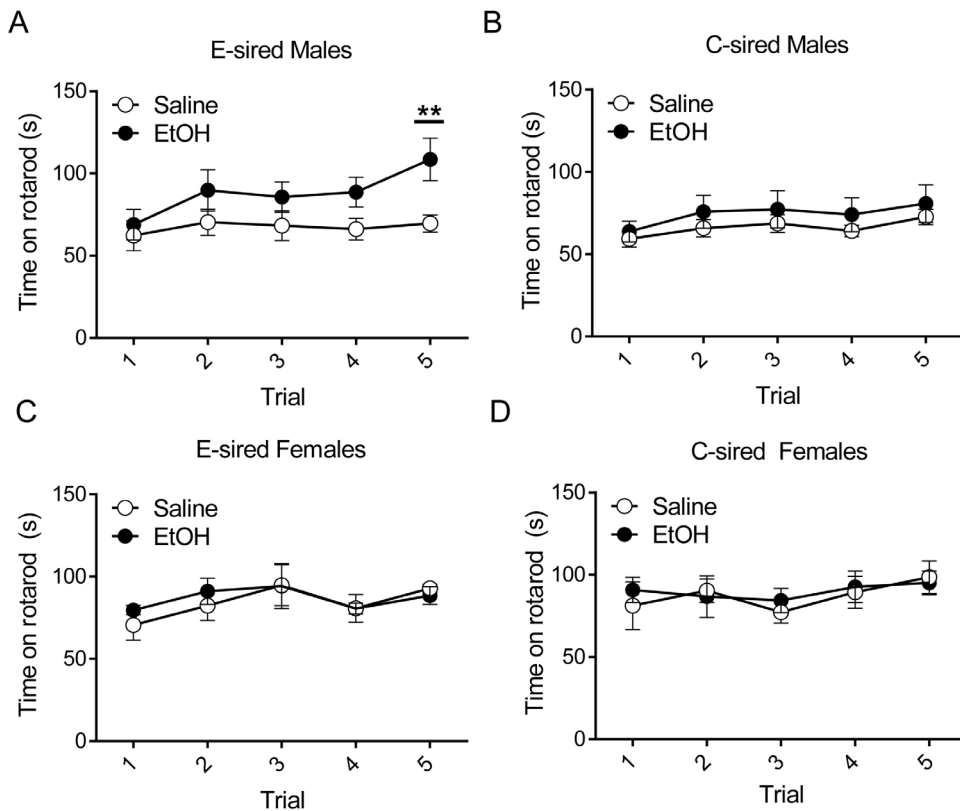 A
E-sired Males
150
100
50
0
Time on rotarod (s)
Saline
EtOH
**
1 2 3 4 5
Trial
B
C-sired Males
150
100
50
0
Time on rotarod (s)
Saline
EtOH
1 2 3 4 5
Trial
C
E-sired Females
150
100
50
0
Time on rotarod (s)
Saline
EtOH
1 2 3 4 5
Trial
D
C-sired Females
150
100
50
0
Time on rotarod (s)
Saline
EtOH
1 2 3 4 5
Trial